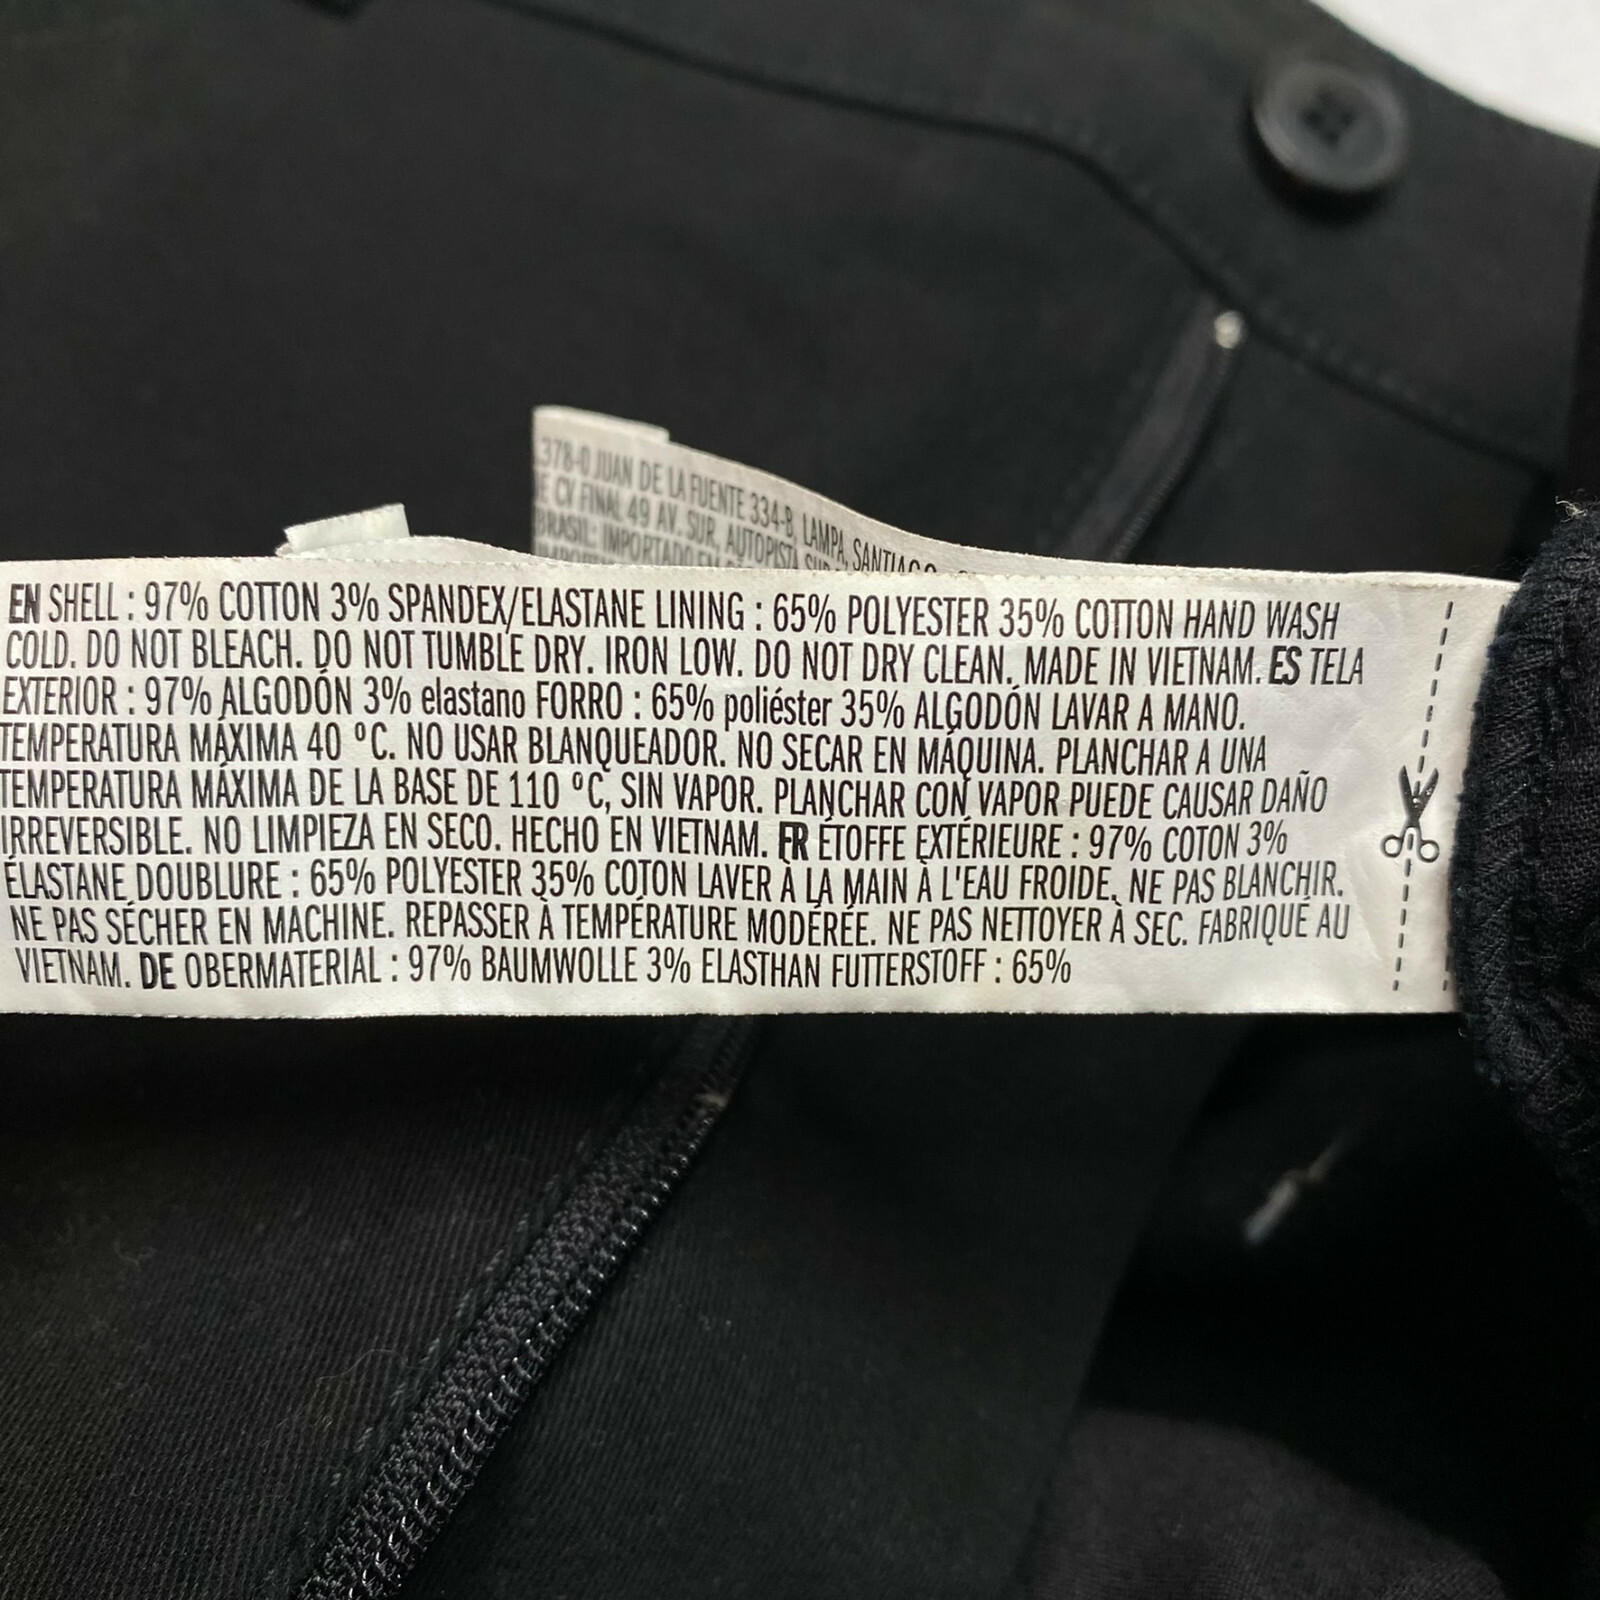 378-0 JUAN DE LA FUENTE 334-B, LAMPA, SANTIAGO
CV FINAL 49 AV. SUR, AUTOPISTA SUR
BRASIL: IMPORTADO EM
EN SHELL : 97% COTTON 3% SPANDEX/ELASTANE LINING : 65% POLYESTER 35% COTTON HAND WASH
COLD. DO NOT BLEACH. DO NOT TUMBLE DRY. IRON LOW. DO NOT DRY CLEAN. MADE IN VIETNAM. ES TELA
EXTERIOR : 97% ALGODÓN 3% elastano FORRO : 65% poliéster 35% ALGODÓN LAVAR A MANO.
TEMPERATURA MÁXIMA 40 ºC. NO USAR BLANQUEADOR. NO SECAR EN MÁQUINA. PLANCHAR A UNA
TEMPERATURA MÁXIMA DE LA BASE DE 110 ºC, SIN VAPOR. PLANCHAR CON VAPOR PUEDE CAUSAR DAÑO
IRREVERSIBLE. NO LIMPIEZA EN SECO. HECHO EN VIETNAM. FR ÉTOFFE EXTÉRIEURE : 97% COTON 3%
ÉLASTANE DOUBLURE : 65% POLYESTER 35% COTON LAVER À LA MAIN À L'EAU FROIDE. NE PAS BLANCHIR.
NE PAS SÉCHER EN MACHINE. REPASSER À TEMPÉRATURE MODÉRÉE. NE PAS NETTOYER À SEC. FABRIQUÉ AU
VIETNAM. DE OBERMATERIAL : 97% BAUMWOLLE 3% ELASTHAN FUTTERSTOFF : 65%